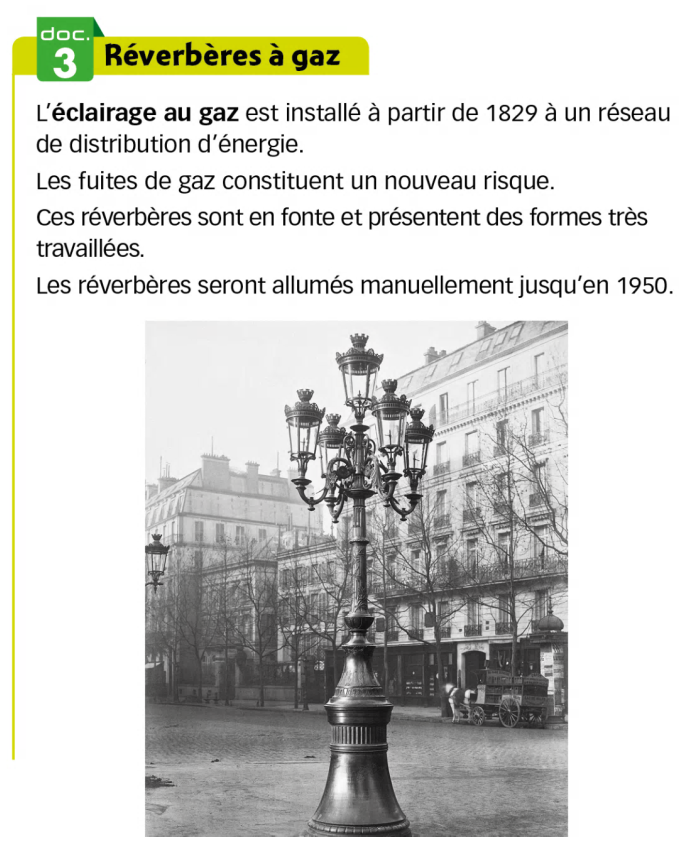 doc.
3
Réverbères à gaz
L'éclairage au gaz est installé à partir de 1829 à un réseau
de distribution d'énergie.
Les fuites de gaz constituent un nouveau risque.
Ces réverbères sont en fonte et présentent des formes très
travaillées.
Les réverbères seront allumés manuellement jusqu'en 1950.